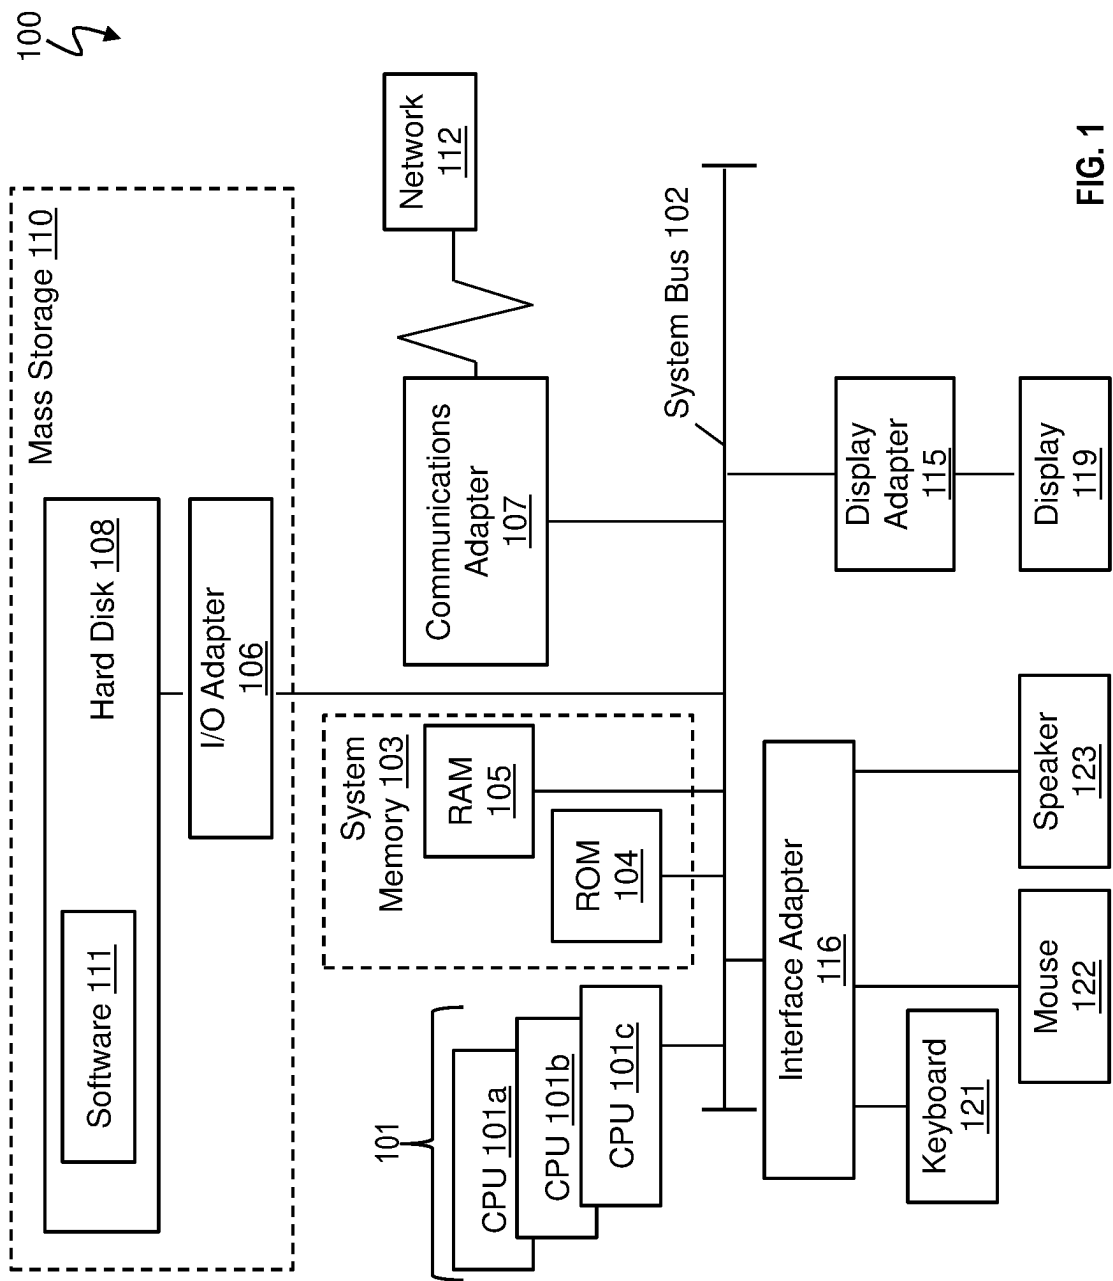 100
Mass Storage 110
Software 111
Hard Disk 108
I/O Adapter
106
101
CPU 101a
CPU 101b
CPU 101c
System
Memory 103
RAM
105
ROM
104
Communications
Adapter
107
Network
112
System Bus 102
Interface Adapter
116
Display
Adapter
115
Keyboard
121
Mouse
122
Speaker
123
Display
119
FIG. 1